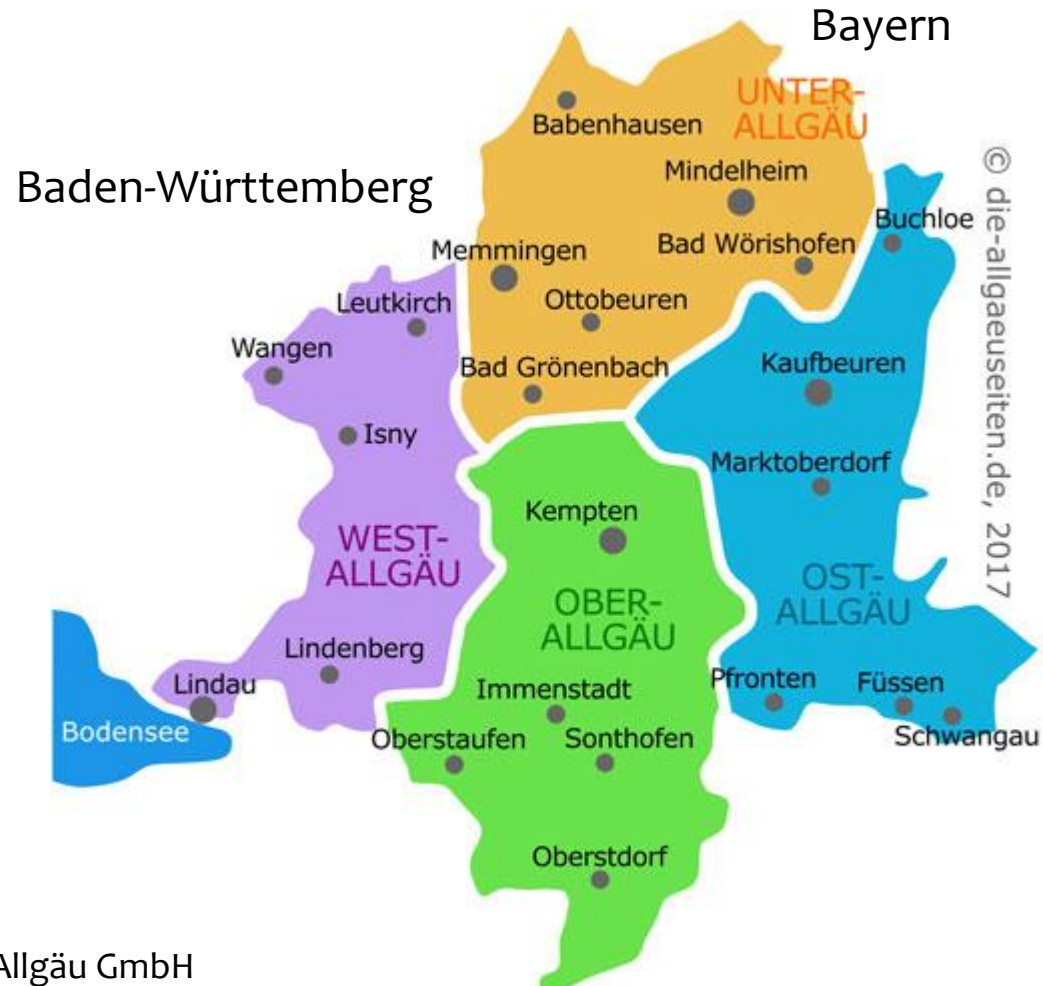 Bayern
UNTER-
ALLGÄU
Babenhausen
Mindelheim
Baden-Württemberg
Buchloe
Bad Wörishofen
Memmingen
Ottobeuren
Leutkirch
Wangen
Bad Grönenbach
Kaufbeuren
Isny
Marktoberdorf
Kempten
WEST-
ALLGÄU
OST-
ALLGÄU
OBER-
ALLGÄU
Lindenberg
Lindau
Immenstadt
Pfronten
Füssen
Bodensee
Oberstaufen
Sonthofen
Schwangau
Oberstdorf
© die-allgaeuseiten.de, 2017
Allgäu GmbH